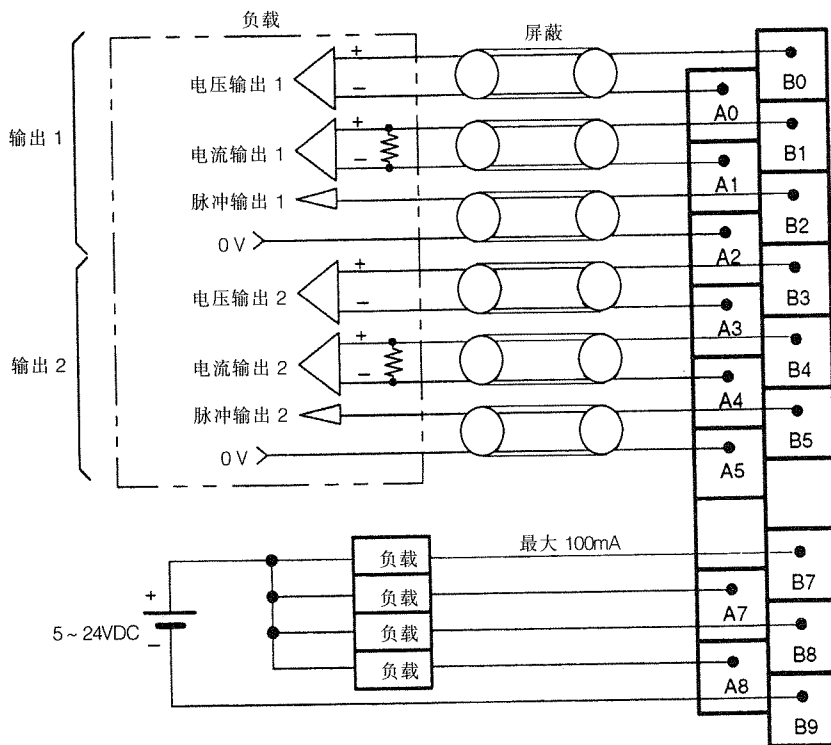 负载
屏蔽
输出 1
电压输出 1
+
−
A0
B0
电流输出 1
+
−
A1
B1
脉冲输出 1
0 V
A2
B2
输出 2
电压输出 2
+
−
A3
B3
电流输出 2
+
−
A4
B4
脉冲输出 2
0 V
A5
B5
最大 100mA
负载
B7
负载
A7
+
5~24VDC
−
负载
B8
负载
A8
B9